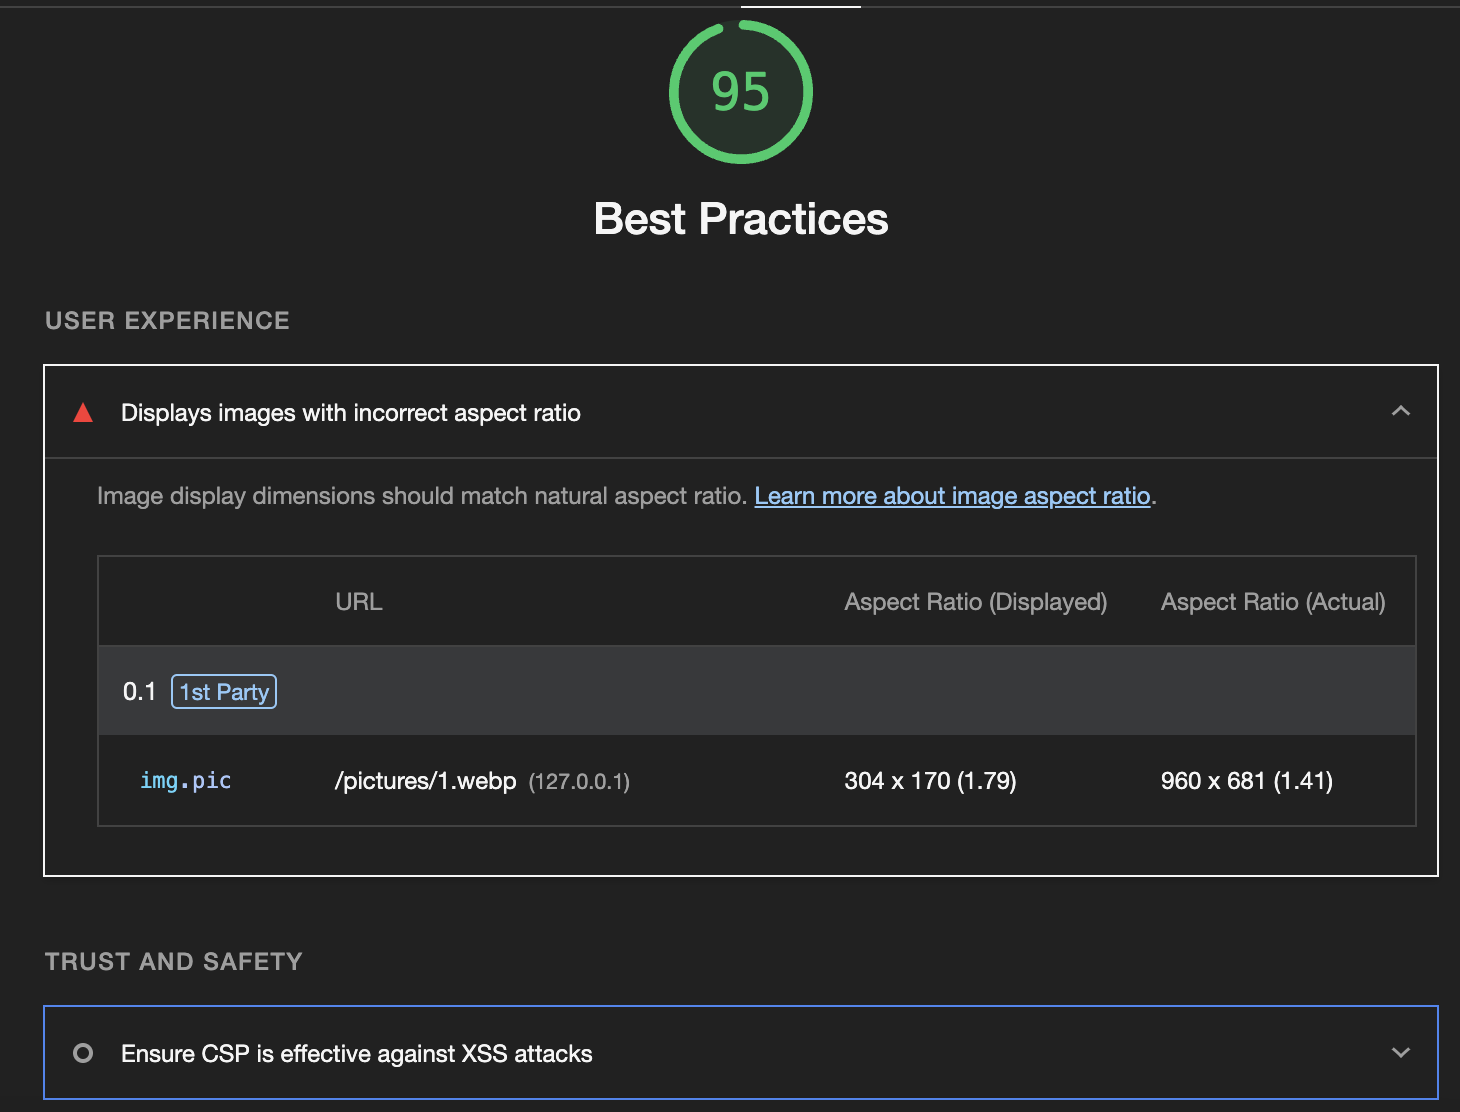 95
Best Practices
USER EXPERIENCE
Displays images with incorrect aspect ratio
Image display dimensions should match natural aspect ratio. Learn more about image aspect ratio.
URL Aspect Ratio (Displayed) Aspect Ratio (Actual)
0.1 1st Party
img.pic /pictures/1.webp (127.0.0.1) 304 x 170 (1.79) 960 x 681 (1.41)
TRUST AND SAFETY
Ensure CSP is effective against XSS attacks